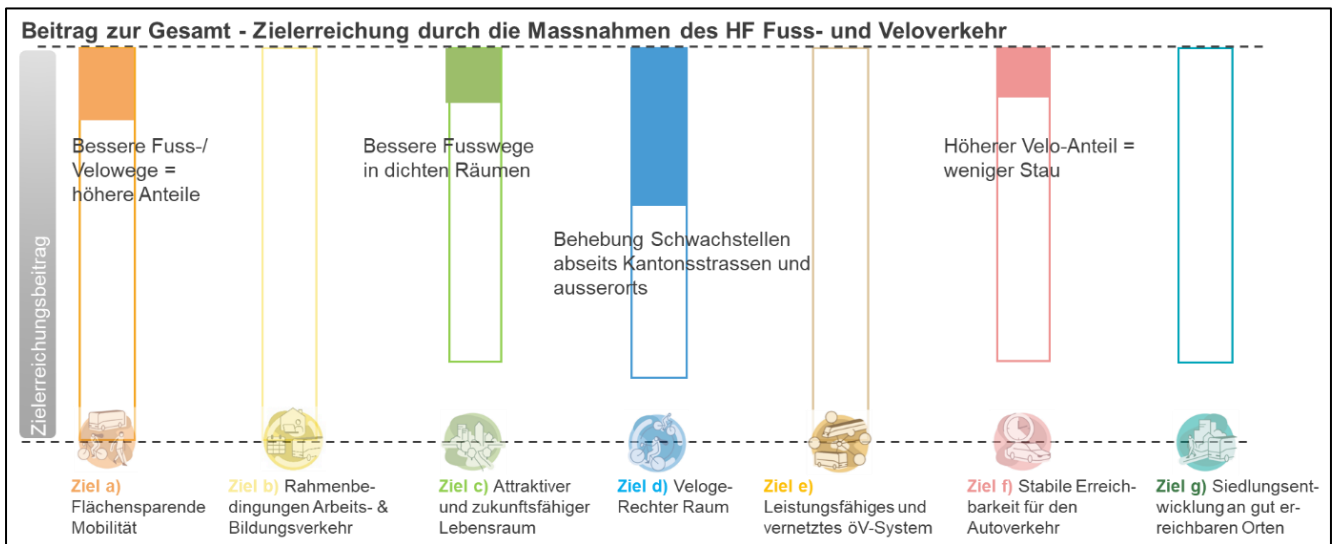 Beitrag zur Gesamt - Zielerreichung durch die Massnahmen des HF Fuss- und Veloverkehr
Zielerreichungsbeitrag
Bessere Fuss-/
Velowege =
höhere Anteile
Bessere Fusswege
in dichten Räumen
Behebung Schwachstellen
abseits Kantonsstrassen und
ausserorts
Höherer Velo-Anteil =
weniger Stau
Ziel a)
Flächensparende
Mobilität
Ziel b) Rahmenbe-
dingungen Arbeits- &
Bildungsverkehr
Ziel c) Attraktiver
und zukunftsfähiger
Lebensraum
Ziel d) Veloge-
Rechter Raum
Ziel e)
Leistungsfähiges und
vernetztes öV-System
Ziel f) Stabile Erreich-
barkeit für den
Autoverkehr
Ziel g) Siedlungsent-
wicklung an gut er-
reichbaren Orten